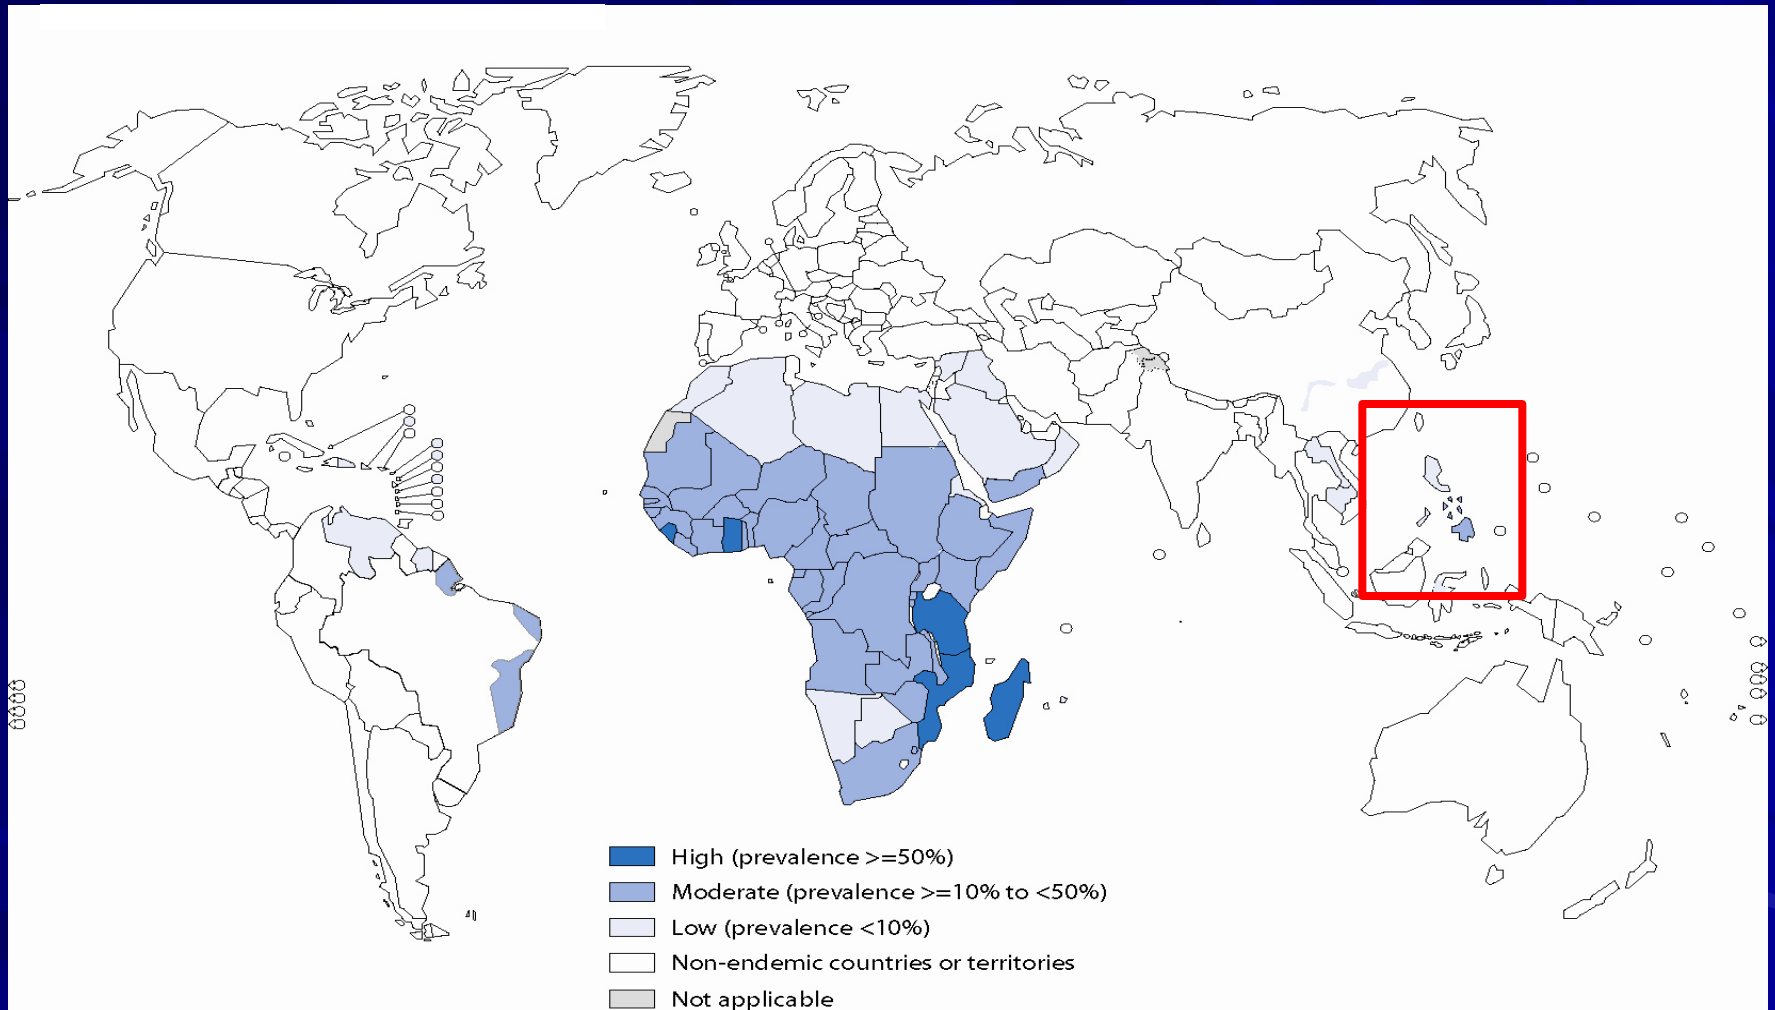 High (prevalence >=50%)
Moderate (prevalence >=10% to <50%)
Low (prevalence <10%)
Non-endemic countries or territories
Not applicable